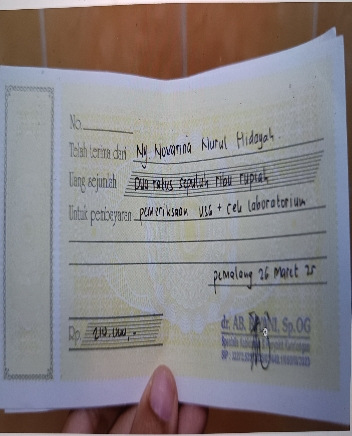 No.
Telah terima dari Ny. Novarina Nurul Hidayah
Uang sejumlah Dua ratus sepuluh ribu rupiah
Untuk pembayaran pemeriksaan USG + cek laboratorium
pemalang 26 Maret 25
Rp. 210.000,-
dr. AB. Sp.OG
Spesialis